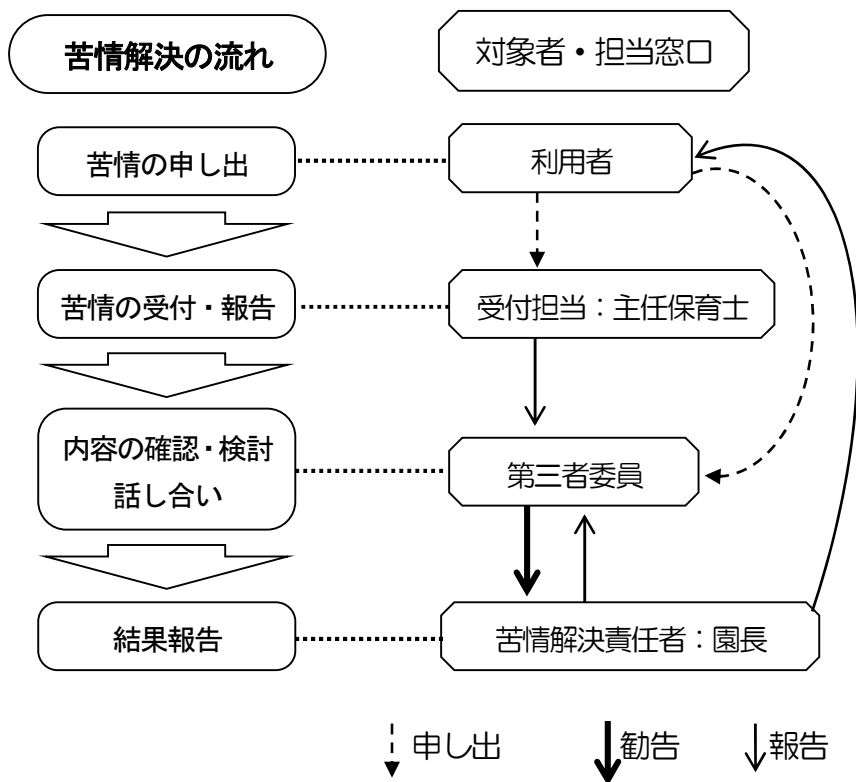 苦情解決の流れ
対象者・担当窓口
苦情の申し出
利用者
苦情の受付・報告
受付担当：主任保育士
内容の確認・検討
話し合い
第三者委員
結果報告
苦情解決責任者：園長
申し出
勧告
報告